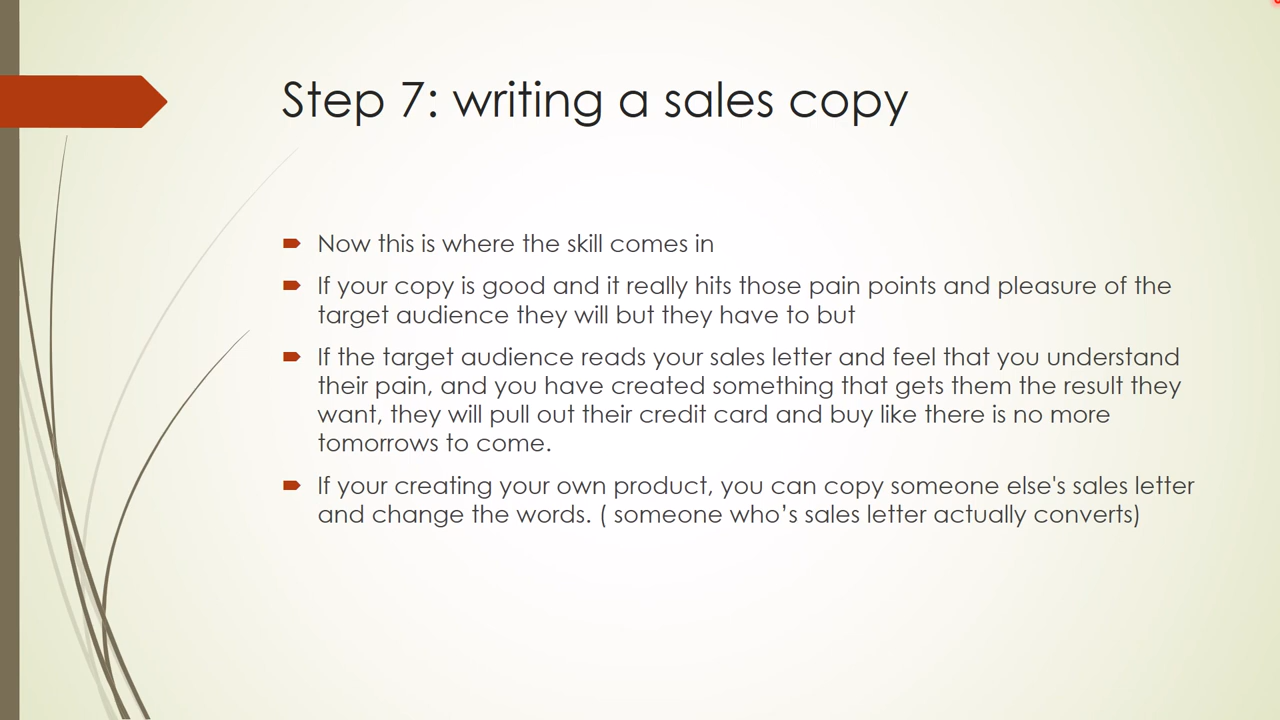 Step 7: writing a sales copy
Now this is where the skill comes in
If your copy is good and it really hits those pain points and pleasure of the
target audience they will but they have to but
If the target audience reads your sales letter and feel that you understand
their pain, and you have created something that gets them the result they
want, they will pull out their credit card and buy like there is no more
tomorrows to come.
If your creating your own product, you can copy someone else's sales letter
and change the words. ( someone who’s sales letter actually converts)